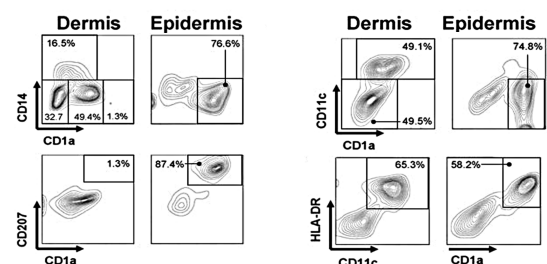 Dermis Epidermis Dermis Epidermis
16.5% 76.6% 49.1% 74.8%
CD14 CD11c
32.7 49.4% 1.3% 49.5%
CD1a CD1a
1.3% 87.4% 65.3% 58.2%
CD207 HLA-DR
CD1a CD11c CD1a